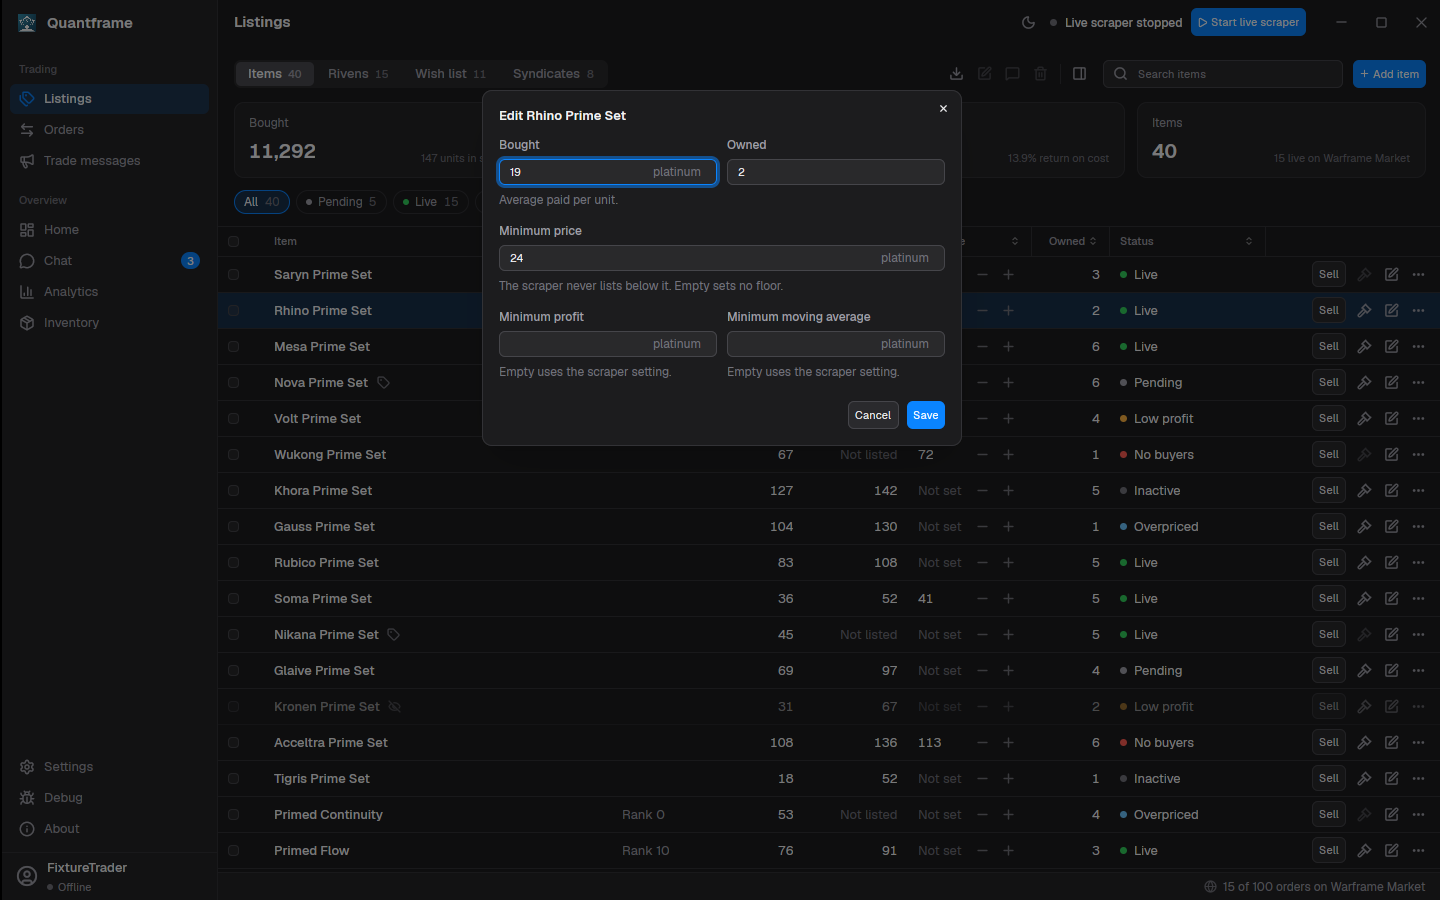 Quantframe
Listings
Live scraper stopped
Start live scraper
Trading
Listings
Orders
Trade messages
Overview
Home
Chat 3
Analytics
Inventory
Settings
Debug
About
FixtureTrader
Offline
Items 40
Rivens 15
Wish list 11
Syndicates 8
Search items
+ Add item
Bought
11,292
147 units in
13.9% return on cost
Items
40
15 live on Warframe Market
All 40
Pending 5
Live 15
Edit Rhino Prime Set
Bought
19 platinum
Average paid per unit.
Owned
2
Minimum price
24 platinum
The scraper never lists below it. Empty sets no floor.
Minimum profit
platinum
Empty uses the scraper setting.
Minimum moving average
platinum
Empty uses the scraper setting.
Cancel
Save
Item Owned Status
Saryn Prime Set 3 Live Sell
Rhino Prime Set 2 Live Sell
Mesa Prime Set 6 Live Sell
Nova Prime Set 6 Pending Sell
Volt Prime Set 4 Low profit Sell
Wukong Prime Set 67 Not listed 72 1 No buyers Sell
Khora Prime Set 127 142 Not set 5 Inactive Sell
Gauss Prime Set 104 130 Not set 1 Overpriced Sell
Rubico Prime Set 83 108 Not set 5 Live Sell
Soma Prime Set 36 52 41 5 Live Sell
Nikana Prime Set 45 Not listed Not set 5 Live Sell
Glaive Prime Set 69 97 Not set 4 Pending Sell
Kronen Prime Set 31 67 Not set 2 Low profit Sell
Acceltra Prime Set 108 136 113 6 No buyers Sell
Tigris Prime Set 18 52 Not set 1 Inactive Sell
Primed Continuity Rank 0 53 Not listed Not set 4 Overpriced Sell
Primed Flow Rank 10 76 91 Not set 3 Live Sell
15 of 100 orders on Warframe Market